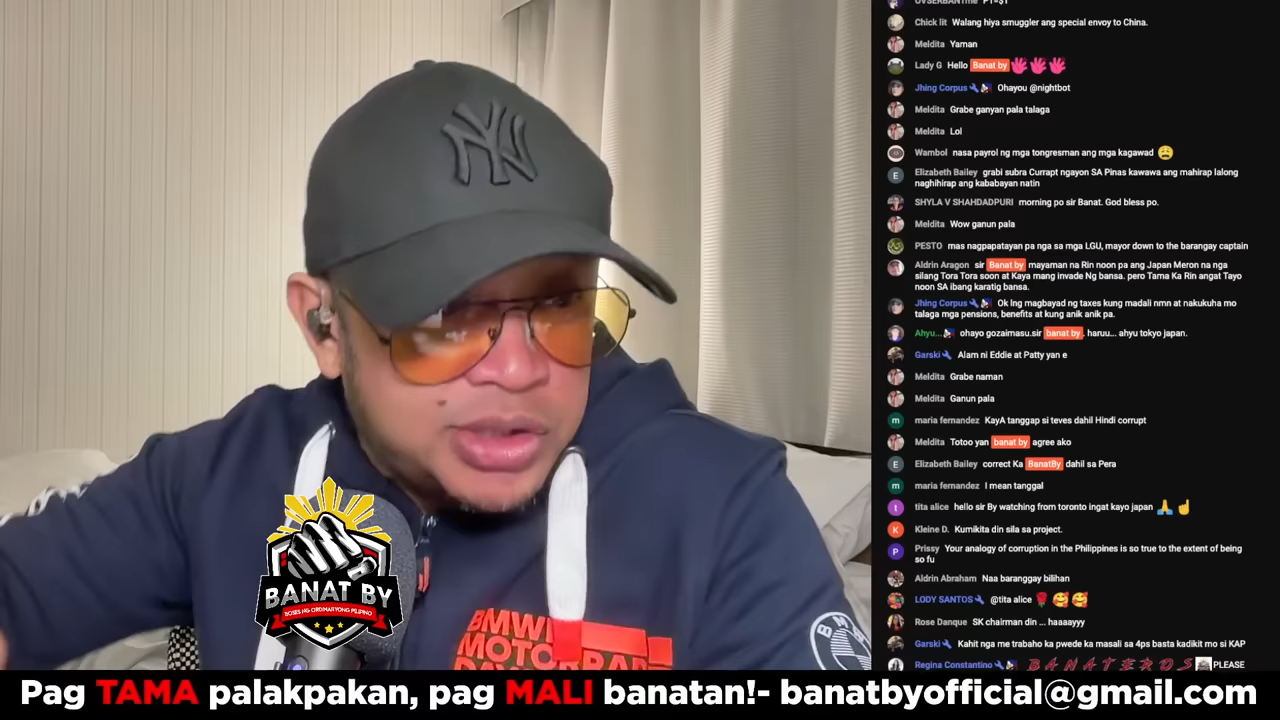 Chick lit Walang hiya smuggler ang special envoy to China.
Meldita Yaman
Lady G Hello Banat by
Jhing Corpus Ohayou @nightbot
Meldita Grabe ganyan pala talaga
Meldita Lol
Wambol nasa payrol ng mga tongresman ang mga kagawad
E
Elizabeth Bailey grabi subra Currapt ngayon SA Pinas kawawa ang mahirap lalong
naghihirap ang kababayan natin
SHYLA V SHAHDADPURI morning po sir Banat. God bless po.
Meldita Wow ganun pala
PESTO mas nagpapatayan pa nga sa mga LGU, mayor down to the barangay captain
Aldrin Aragon sir Banat by mayaman na Rin noon pa ang Japan Meron na nga
silang Tora Tora soon at Kaya mang invade Ng bansa. pero Tama Ka Rin angat Tayo
noon SA ibang karatig bansa.
Jhing Corpus Ok lng magbayad ng taxes kung madali nmn at nakukuha mo
talaga mga pensions, benefits at kung anik anik pa.
Ahyu... ohayo gozaimasu.sir banat by. haruu... ahyu tokyo japan.
Garski Alam ni Eddie at Patty yan e
Meldita Grabe naman
Meldita Ganun pala
m maria fernandez KayA tanggap si teves dahil Hindi corrupt
Meldita Totoo yan banat by agree ako
E Elizabeth Bailey correct Ka BanatBy dahil sa Pera
m maria fernandez I mean tanggal
t tita alice hello sir By watching from toronto ingat kayo japan
K Kleine D. Kumikita din sila sa project.
P Prissy Your analogy of corruption in the Philippines is so true to the extent of being
so fu
Aldrin Abraham Naa baranggay bilihan
LODY SANTOS @tita alice
Rose Danque SK chairman din ... haaaayyy
Garski Kahit nga me trabaho ka pwede ka masali sa 4ps basta kadikit mo si KAP
Regina Constantino BANATEROS PLEASE
NY
BANAT BY
BOSES NG ORDINARYONG PILIPINO
BMW
MOTORRAD
BM
Pag TAMA palakpakan, pag MALI banatan!- banatbyofficial@gmail.com